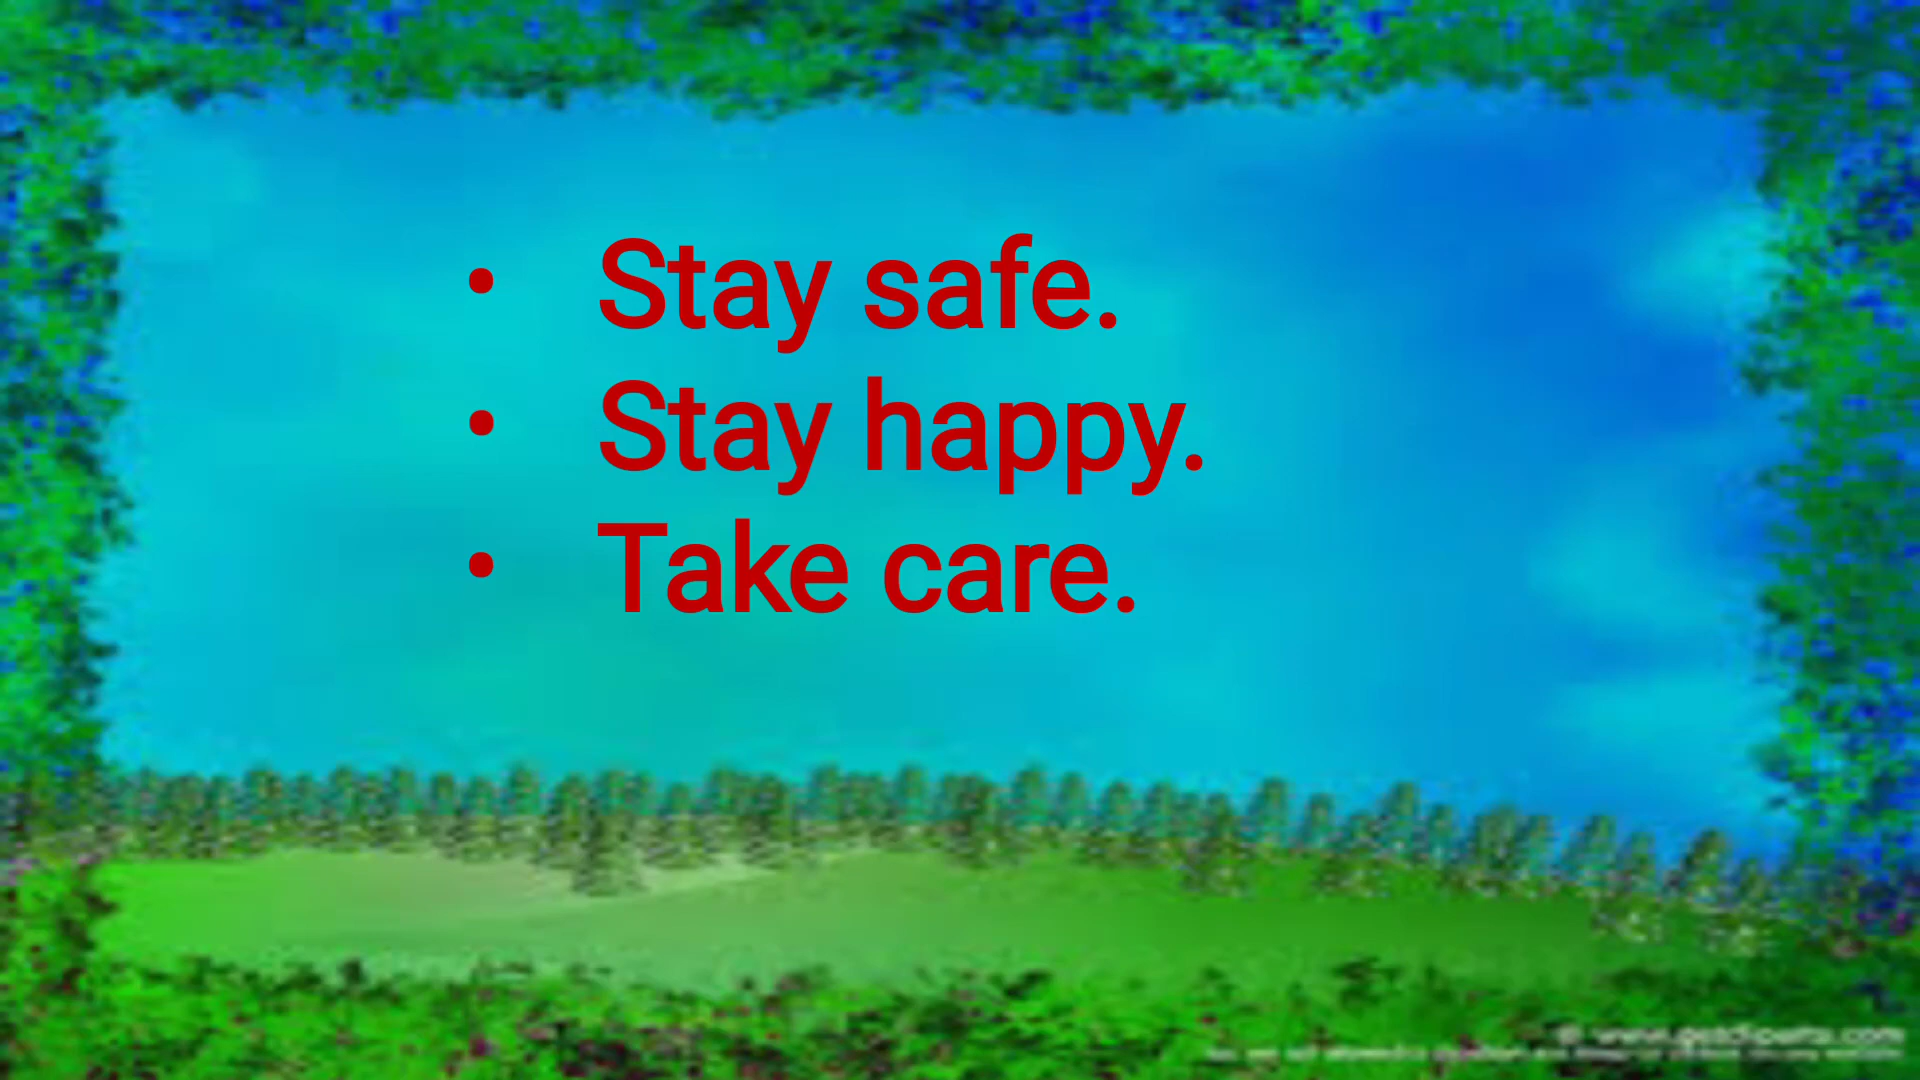 • Stay safe.
• Stay happy.
• Take care.